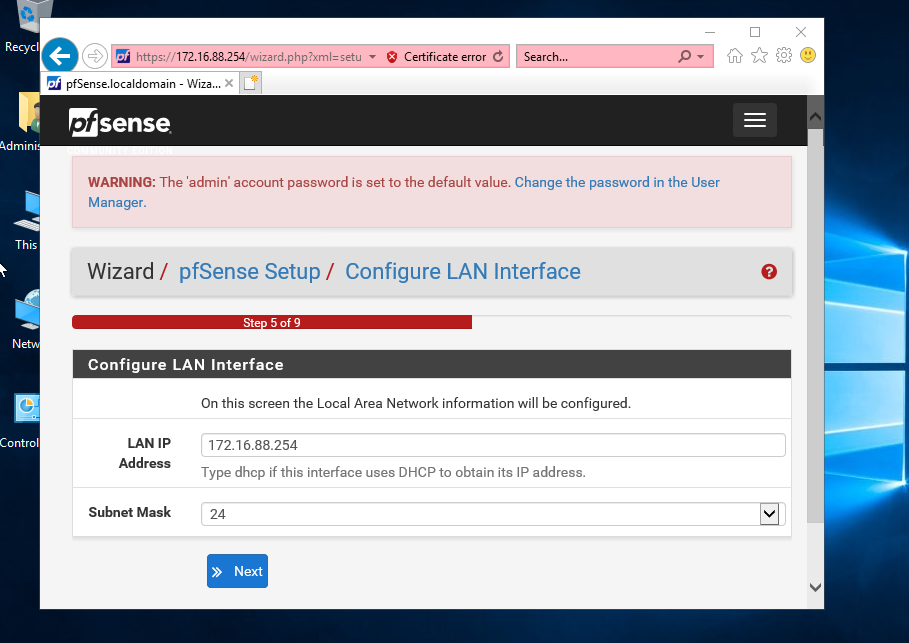 Recycl
Adminis
This
Netw
Control
https://172.16.88.254/wizard.php?xml=setu
Certificate error
Search...
pf
pfSense.localdomain - Wiza...
pfsense
COMMUNITY EDITION
WARNING: The 'admin' account password is set to the default value. Change the password in the User
Manager.
Wizard / pfSense Setup / Configure LAN Interface
?
Step 5 of 9
Configure LAN Interface
On this screen the Local Area Network information will be configured.
LAN IP
Address
172.16.88.254
Type dhcp if this interface uses DHCP to obtain its IP address.
Subnet Mask
24
Next